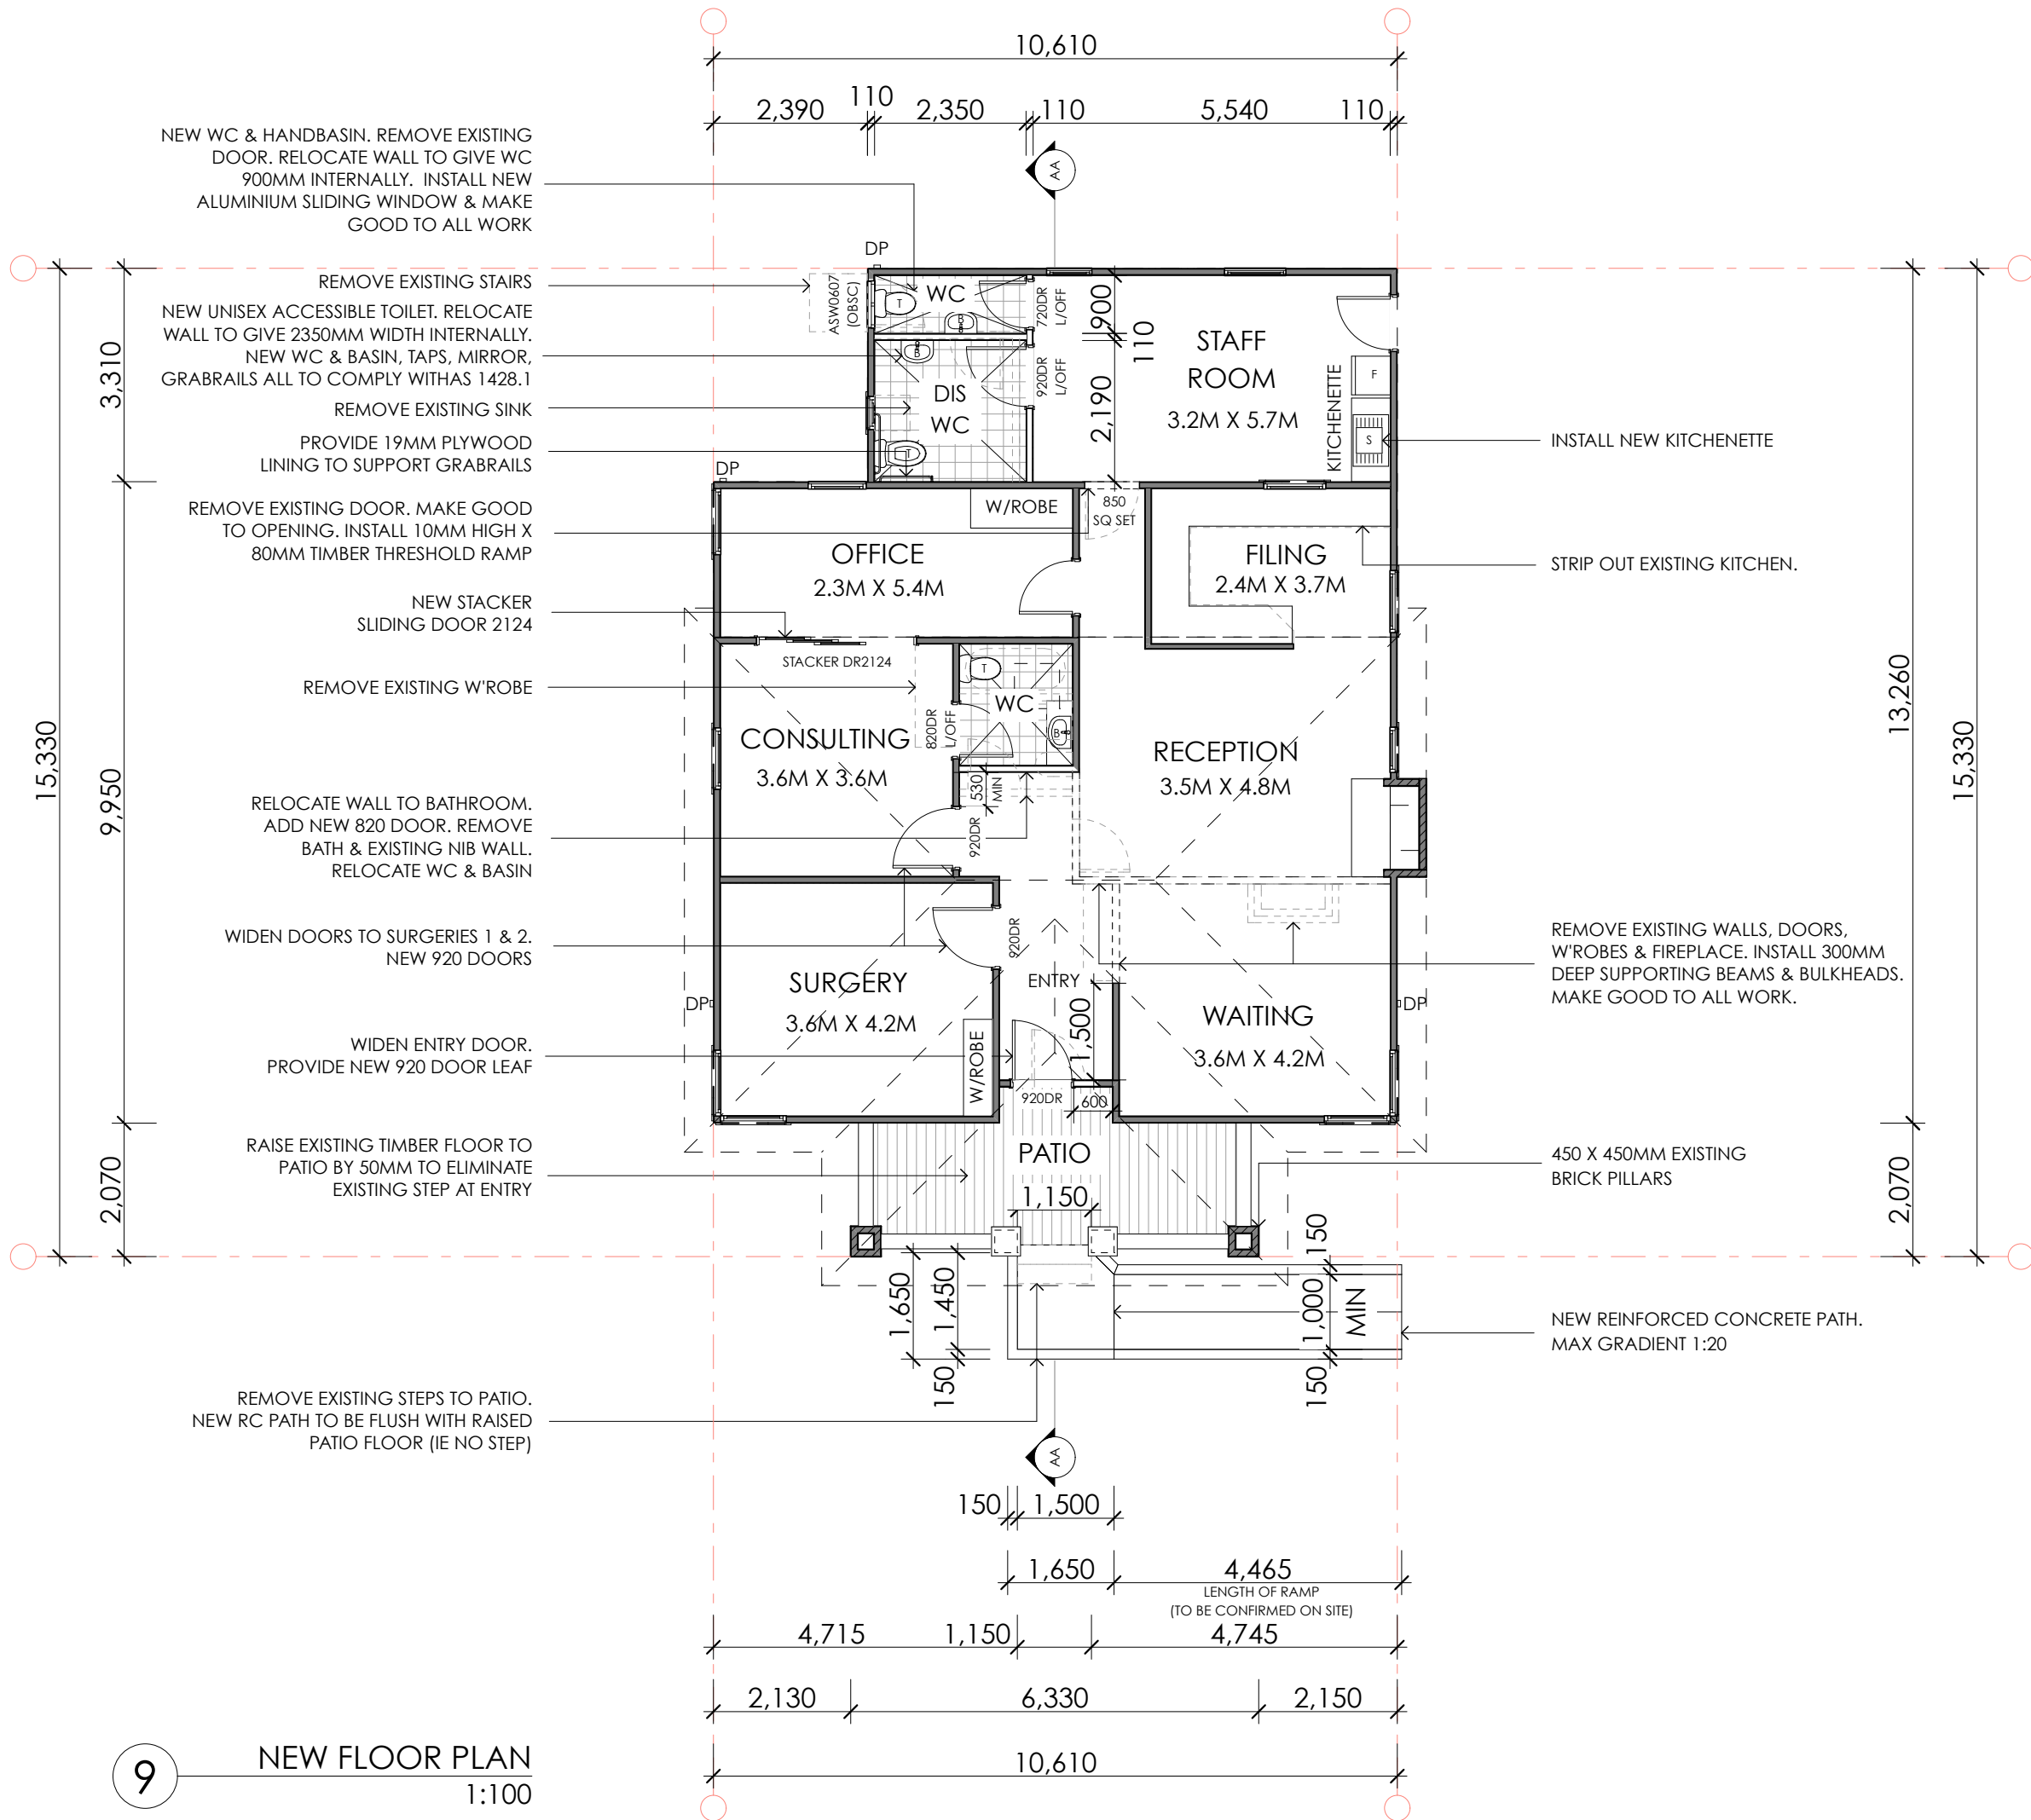 10,610
2,390
110
2,350
110
5,540
110
AA
NEW WC & HANDBASIN. REMOVE EXISTING
DOOR. RELOCATE WALL TO GIVE WC
900MM INTERNALLY. INSTALL NEW
ALUMINIUM SLIDING WINDOW & MAKE
GOOD TO ALL WORK
REMOVE EXISTING STAIRS
NEW UNISEX ACCESSIBLE TOILET. RELOCATE
WALL TO GIVE 2350MM WIDTH INTERNALLY.
NEW WC & BASIN, TAPS, MIRROR,
GRABRAILS ALL TO COMPLY WITHAS 1428.1
REMOVE EXISTING SINK
PROVIDE 19MM PLYWOOD
LINING TO SUPPORT GRABRAILS
REMOVE EXISTING DOOR. MAKE GOOD
TO OPENING. INSTALL 10MM HIGH X
80MM TIMBER THRESHOLD RAMP
NEW STACKER
SLIDING DOOR 2124
REMOVE EXISTING W'ROBE
RELOCATE WALL TO BATHROOM.
ADD NEW 820 DOOR. REMOVE
BATH & EXISTING NIB WALL.
RELOCATE WC & BASIN
WIDEN DOORS TO SURGERIES 1 & 2.
NEW 920 DOORS
WIDEN ENTRY DOOR.
PROVIDE NEW 920 DOOR LEAF
RAISE EXISTING TIMBER FLOOR TO
PATIO BY 50MM TO ELIMINATE
EXISTING STEP AT ENTRY
REMOVE EXISTING STEPS TO PATIO.
NEW RC PATH TO BE FLUSH WITH RAISED
PATIO FLOOR (IE NO STEP)
15,330
3,310
9,950
2,070
DP
ASW0607
(OBSC)
T
WC
B
720DR
L/OFF
900
110
STAFF
ROOM
3.2M X 5.7M
B
DIS
WC
T
920DR
L/OFF
2,190
KITCHENETTE
F
S
DP
W/ROBE
850
SQ SET
OFFICE
2.3M X 5.4M
FILING
2.4M X 3.7M
STACKER DR2124
T
WC
B
820DR
L/OFF
CONSULTING
3.6M X 3.6M
RECEPTION
3.5M X 4.8M
530
MIN
920DR
920DR
SURGERY
3.6M X 4.2M
ENTRY
1,500
WAITING
3.6M X 4.2M
DP
DP
W/ROBE
920DR
600
PATIO
1,150
1,650
1,450
150
150
1,000
MIN
150
INSTALL NEW KITCHENETTE
STRIP OUT EXISTING KITCHEN.
REMOVE EXISTING WALLS, DOORS,
W'ROBES & FIREPLACE. INSTALL 300MM
DEEP SUPPORTING BEAMS & BULKHEADS.
MAKE GOOD TO ALL WORK.
450 X 450MM EXISTING
BRICK PILLARS
NEW REINFORCED CONCRETE PATH.
MAX GRADIENT 1:20
13,260
2,070
15,330
AA
150
1,500
1,650
4,465
LENGTH OF RAMP
(TO BE CONFIRMED ON SITE)
4,715
1,150
4,745
2,130
6,330
2,150
10,610
9
NEW FLOOR PLAN
1:100